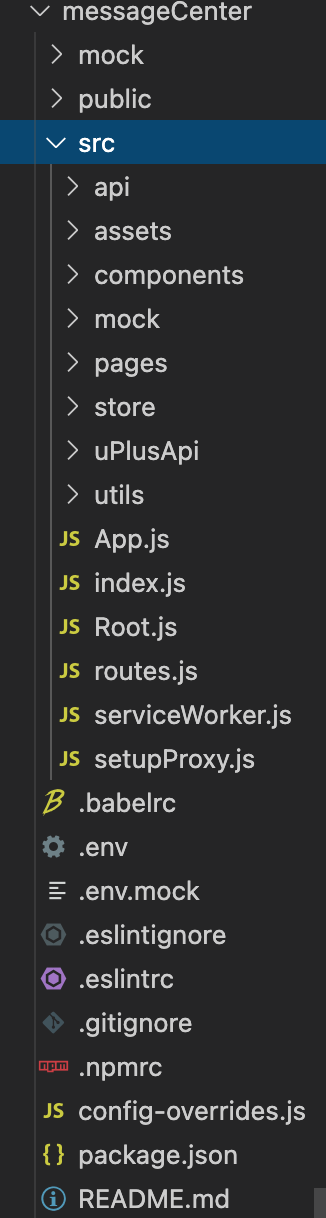 messageCenter
mock
public
src
api
assets
components
mock
pages
store
uPlusApi
utils
JS App.js
JS index.js
JS Root.js
JS routes.js
JS serviceWorker.js
JS setupProxy.js
.babelrc
.env
.env.mock
.eslintignore
.eslintrc
.gitignore
npm .npmrc
JS config-overrides.js
{} package.json
README.md